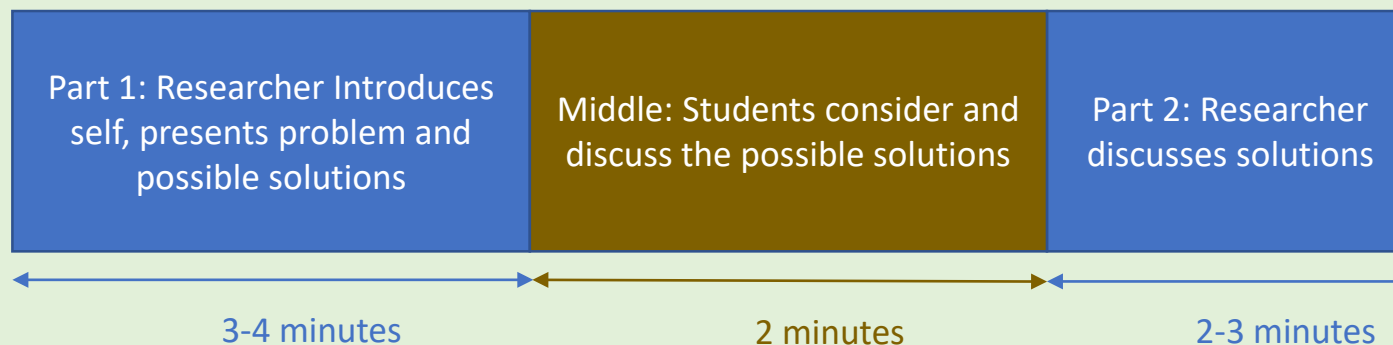 Part 1: Researcher Introduces
self, presents problem and
possible solutions
Middle: Students consider and
discuss the possible solutions
Part 2: Researcher
discusses solutions
3-4 minutes
2 minutes
2-3 minutes